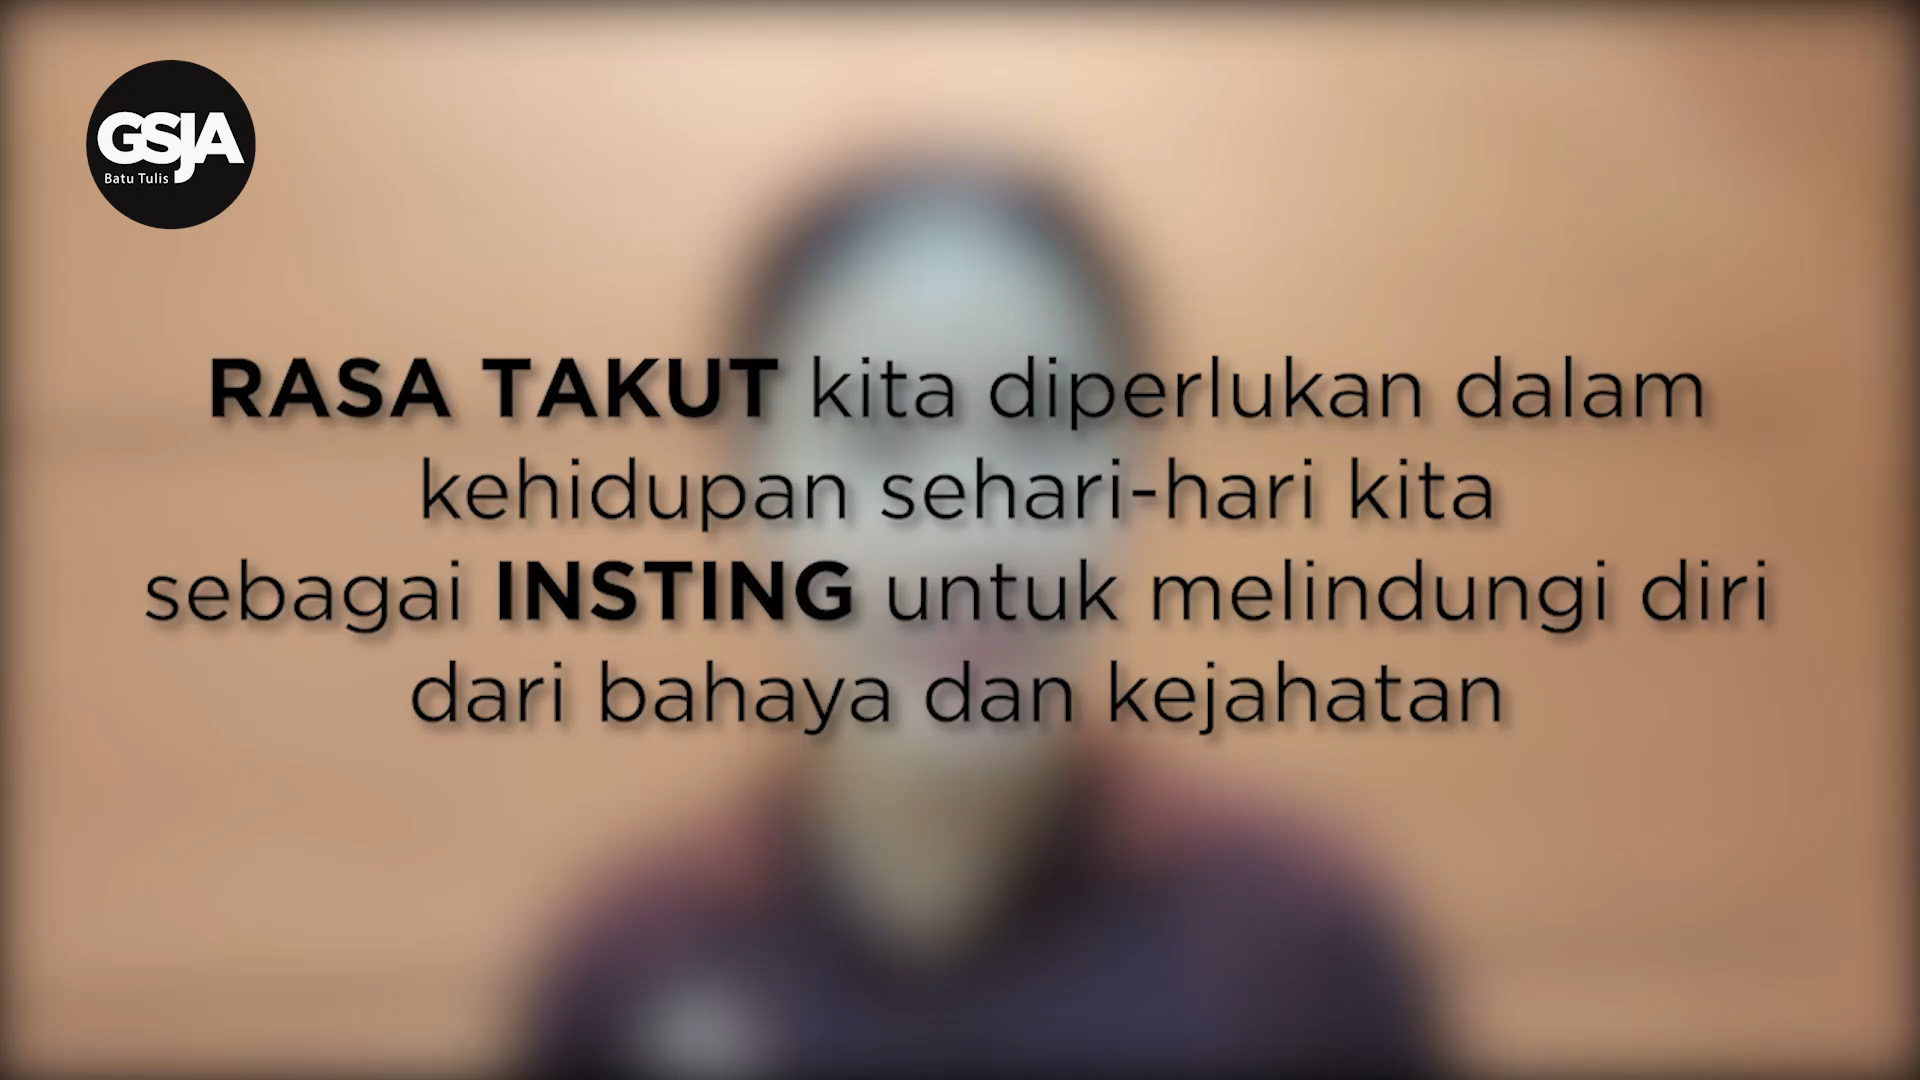 GSJA
Batu Tulis
RASA TAKUT kita diperlukan dalam
kehidupan sehari-hari kita
sebagai INSTING untuk melindungi diri
dari bahaya dan kejahatan